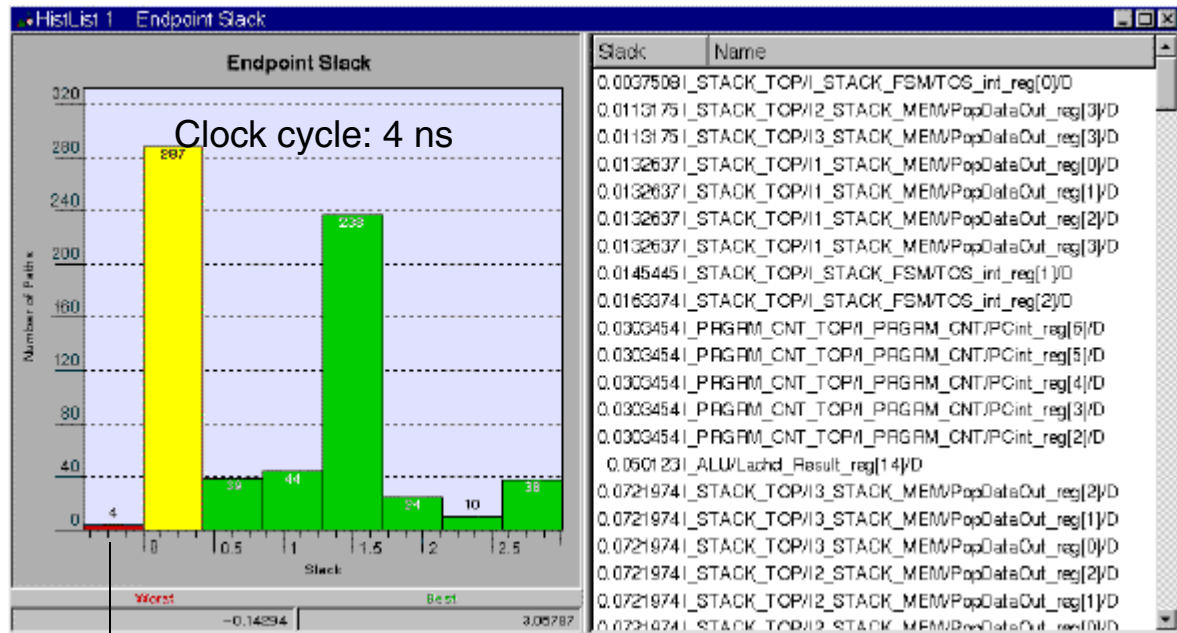 HistList 1 Endpoint Slack
Endpoint Slack
Clock cycle: 4 ns
320
280
240
200
160
120
80
40
0
Number of Paths
4
287
39
44
238
24
10
38
0
0.5
1
1.5
2
2.5
Slack
Worst
Best
-0.14294
3.05787
Slack Name
0.0037508 I_STACK_TOP/I_STACK_FSM/TOS_int_reg[0]/D
0.0113175 I_STACK_TOP/I2_STACK_MEM/PopDataOut_reg[3]/D
0.0113175 I_STACK_TOP/I3_STACK_MEM/PopDataOut_reg[3]/D
0.0132637 I_STACK_TOP/I1_STACK_MEM/PopDataOut_reg[0]/D
0.0132637 I_STACK_TOP/I1_STACK_MEM/PopDataOut_reg[1]/D
0.0132637 I_STACK_TOP/I1_STACK_MEM/PopDataOut_reg[2]/D
0.0132637 I_STACK_TOP/I1_STACK_MEM/PopDataOut_reg[3]/D
0.0145445 I_STACK_TOP/I_STACK_FSM/TOS_int_reg[1]/D
0.0163374 I_STACK_TOP/I_STACK_FSM/TOS_int_reg[2]/D
0.0303454 I_PRGRM_CNT_TOP/I_PRGRM_CNT/PCint_reg[6]/D
0.0303454 I_PRGRM_CNT_TOP/I_PRGRM_CNT/PCint_reg[5]/D
0.0303454 I_PRGRM_CNT_TOP/I_PRGRM_CNT/PCint_reg[4]/D
0.0303454 I_PRGRM_CNT_TOP/I_PRGRM_CNT/PCint_reg[3]/D
0.0303454 I_PRGRM_CNT_TOP/I_PRGRM_CNT/PCint_reg[2]/D
0.050123 I_ALU/Lachd_Result_reg[14]/D
0.0721974 I_STACK_TOP/I3_STACK_MEM/PopDataOut_reg[2]/D
0.0721974 I_STACK_TOP/I3_STACK_MEM/PopDataOut_reg[1]/D
0.0721974 I_STACK_TOP/I3_STACK_MEM/PopDataOut_reg[0]/D
0.0721974 I_STACK_TOP/I2_STACK_MEM/PopDataOut_reg[2]/D
0.0721974 I_STACK_TOP/I2_STACK_MEM/PopDataOut_reg[1]/D
0.0721974 I_STACK_TOP/I2_STACK_MEM/PopDataOut_reg[0]/D